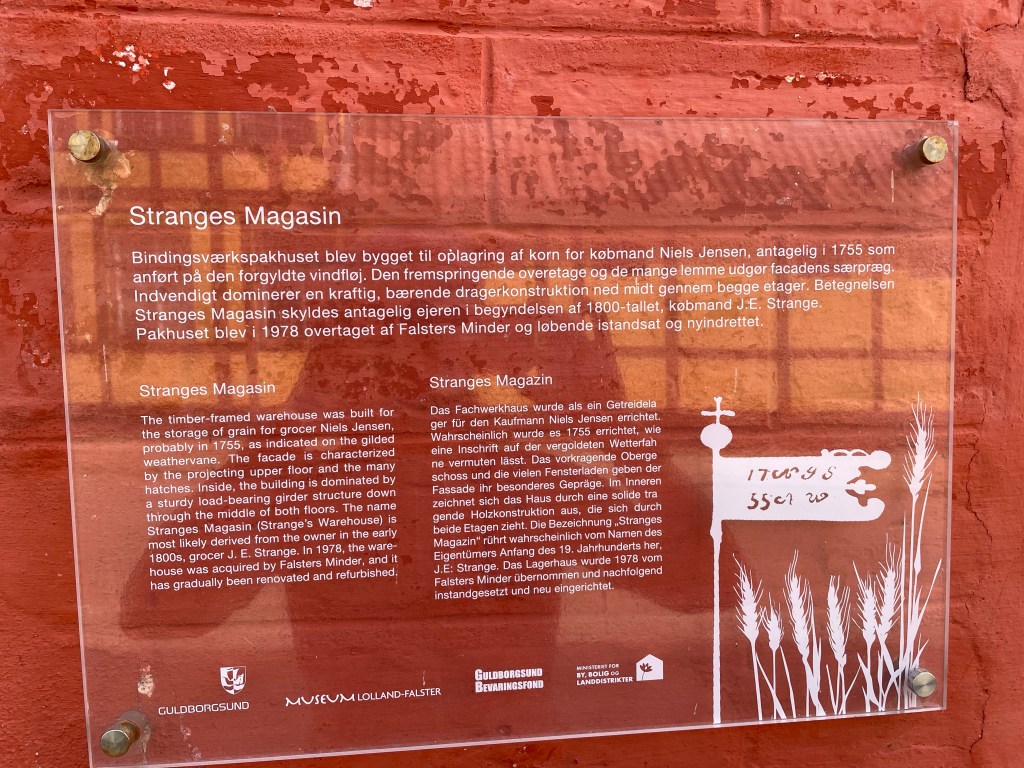 Stranges Magasin
Bindingsværkspakhuset blev bygget til oplagring af korn for købmand Niels Jensen, antagelig i 1755 som
anført på den forgyldte vindfløj. Den fremspringende overetage og de mange lemme udgør facadens særpræg.
Indvendigt dominerer en kraftig, bærende dragerkonstruktion ned midt gennem begge etager. Betegnelsen
Stranges Magasin skyldes antagelig ejeren i begyndelsen af 1800-tallet, købmand J.E. Strange.
Pakhuset blev i 1978 overtaget af Falsters Minder og løbende istandsat og nyindrettet.
Stranges Magasin
The timber-framed warehouse was built for
the storage of grain for grocer Niels Jensen,
probably in 1755, as indicated on the gilded
weathervane. The facade is characterized
by the projecting upper floor and the many
hatches. Inside, the building is dominated by
a sturdy load-bearing girder structure down
through the middle of both floors. The name
Stranges Magasin (Strange's Warehouse) is
most likely derived from the owner in the early
1800s, grocer J. E. Strange. In 1978, the ware-
house was acquired by Falsters Minder, and it
has gradually been renovated and refurbished.
Stranges Magazin
Das Fachwerkhaus wurde als ein Getreidela
ger für den Kaufmann Niels Jensen errichtet.
Wahrscheinlich wurde es 1755 errichtet, wie
eine Inschrift auf der vergoldeten Wetterfah
ne vermuten lässt. Das vorkragende Oberge
schoss und die vielen Fensterladen geben der
Fassade ihr besonderes Gepräge. Im Inneren
zeichnet sich das Haus durch eine solide tra
gende Holzkonstruktion aus, die sich durch
beide Etagen zieht. Die Bezeichnung „Stranges
Magazin“ rührt wahrscheinlich vom Namen des
Eigentümers Anfang des 19. Jahrhunderts her,
J.E: Strange. Das Lagerhaus wurde 1978 vom
Falsters Minder übernommen und nachfolgend
instandgesetzt und neu eingerichtet.
GULDBORGSUND
MUSEUM LOLLAND-FALSTER
GULDBORGSUND
BEVARINGSFOND
MINISTERIET FOR
BY, BOLIG OG
LANDDISTRIKTER